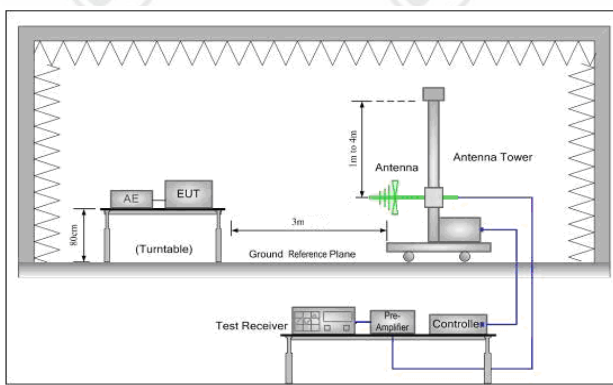 1m to 4m
Antenna
Antenna Tower
AE
EUT
80cm
(Turntable)
3m
Ground Reference Plane
Test Receiver
Pre-
Amplifier
Controller